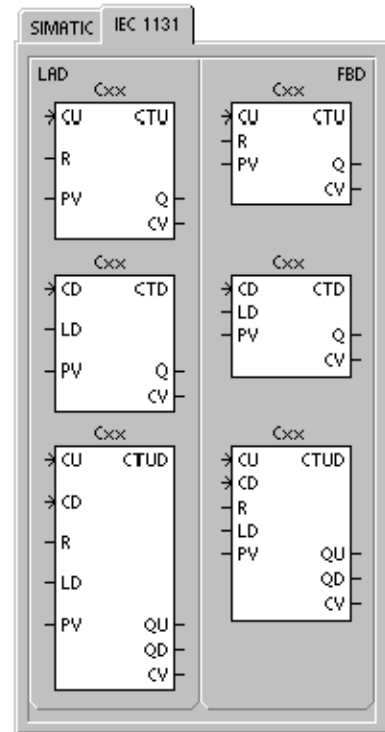 SIMATIC IEC 1131
LAD
Cxx
CU CTU
R
PV Q
CV
Cxx
CD CTD
LD
PV Q
CV
Cxx
CU CTUD
CD
R
LD
PV QU
QD
CV
FBD
Cxx
CU CTU
R
PV Q
CV
Cxx
CD CTD
LD
PV Q
CV
Cxx
CU CTUD
CD
R
LD
PV QU
QD
CV